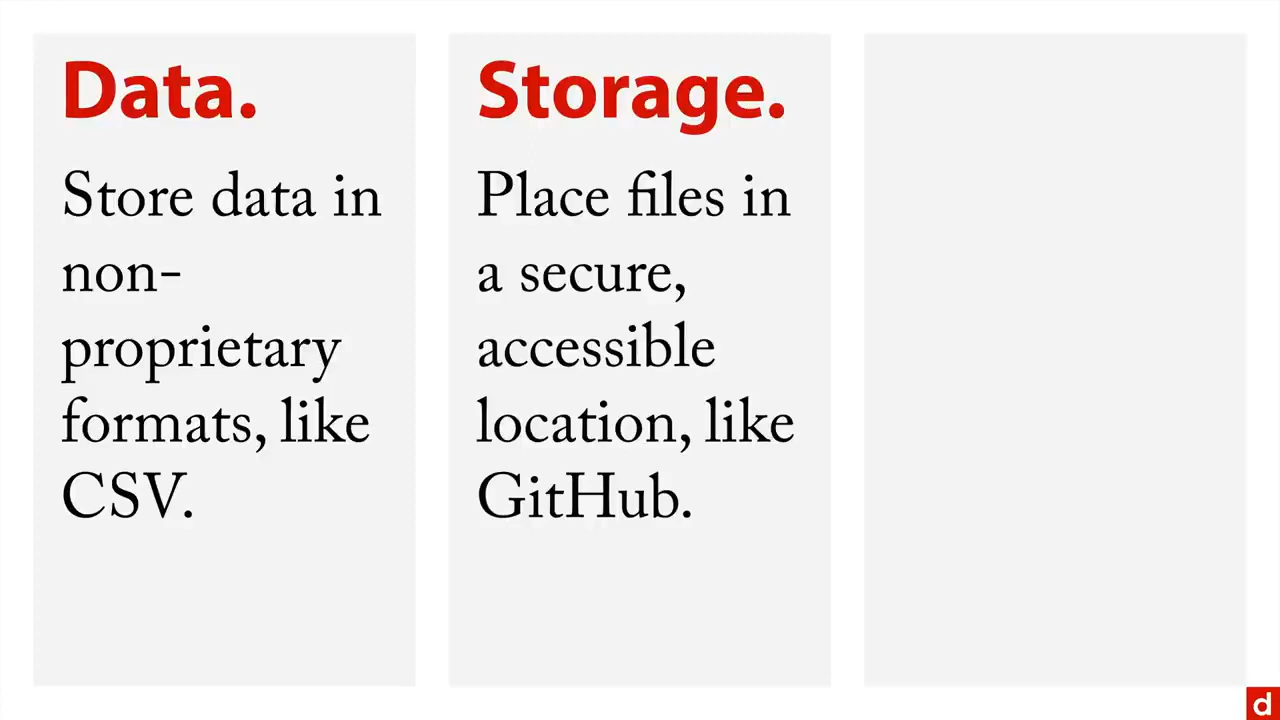 Data.
Store data in
non-
proprietary
formats, like
CSV.
Storage.
Place files in
a secure,
accessible
location, like
GitHub.
d